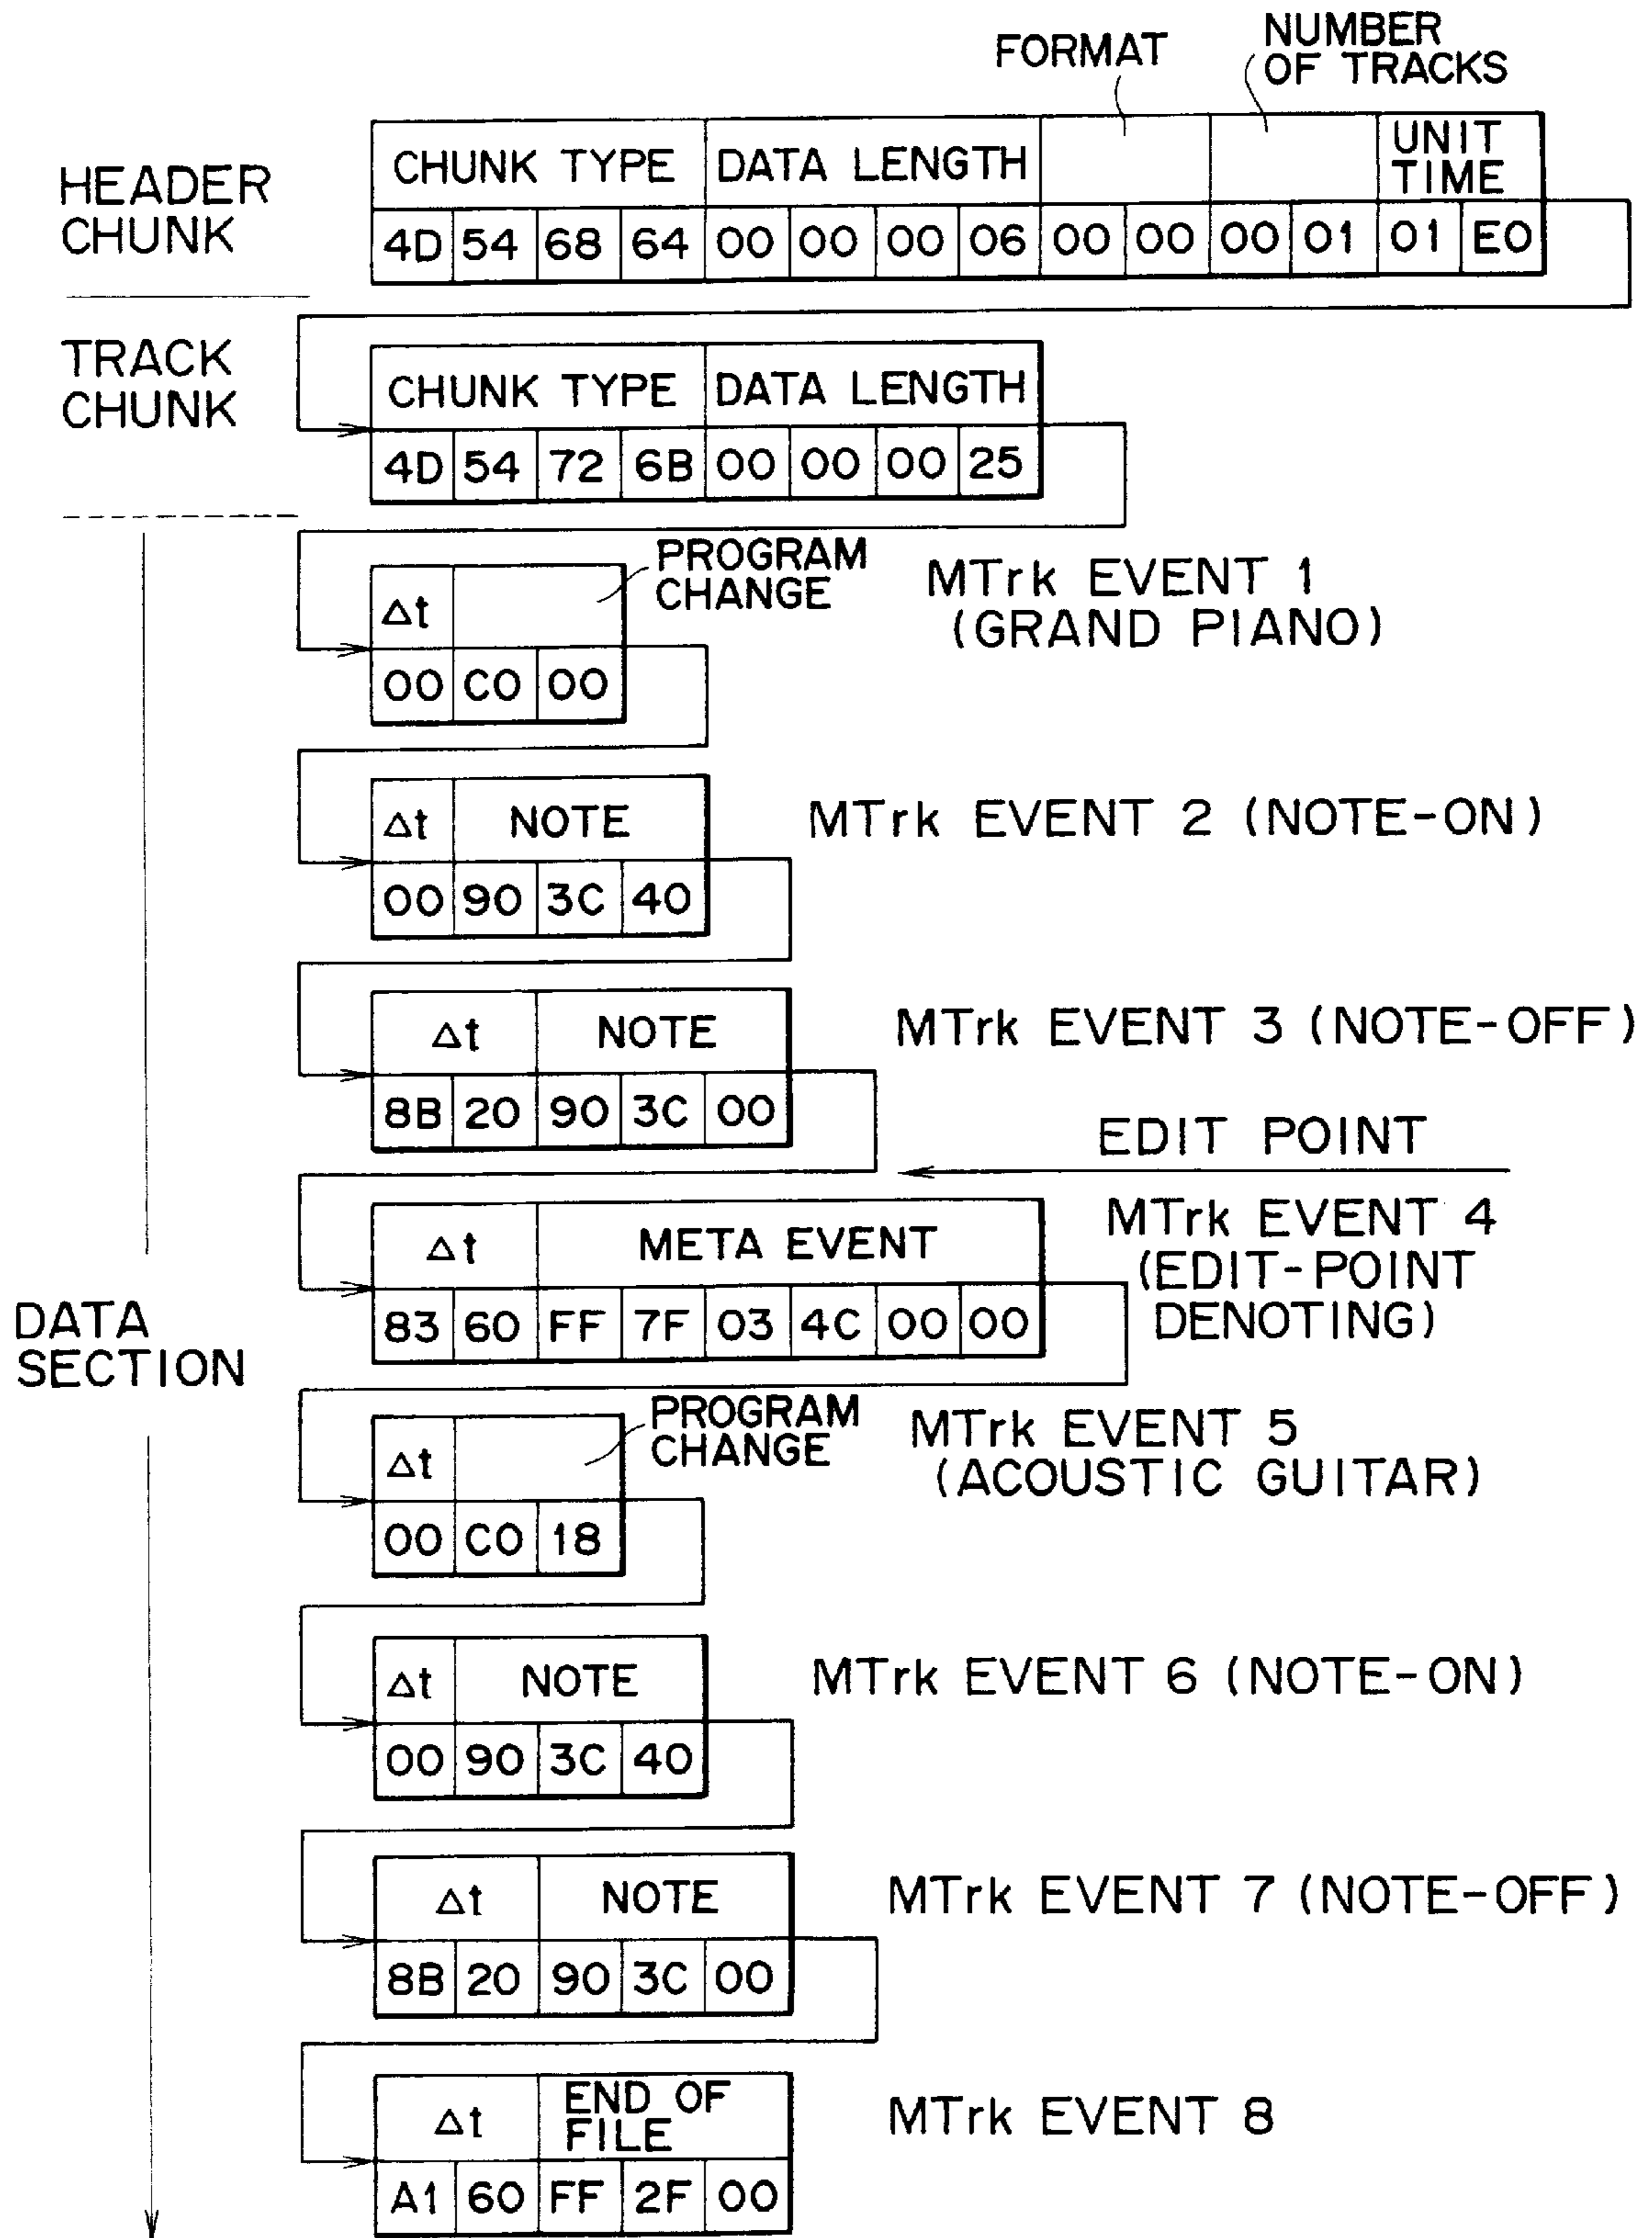 FORMAT
NUMBER
OF TRACKS
HEADER
CHUNK
CHUNK TYPE DATA LENGTH UNIT
TIME
4D 54 68 64 00 00 00 06 00 00 00 01 01 E0
TRACK
CHUNK
CHUNK TYPE DATA LENGTH
4D 54 72 6B 00 00 00 25
PROGRAM
CHANGE
MTrk EVENT 1
(GRAND PIANO)
Δt
00 C0 00
Δt NOTE MTrk EVENT 2 (NOTE-ON)
00 90 3C 40
Δt NOTE MTrk EVENT 3 (NOTE-OFF)
8B 20 90 3C 00
EDIT POINT
Δt META EVENT
MTrk EVENT 4
(EDIT-POINT
DENOTING)
83 60 FF 7F 03 4C 00 00
DATA
SECTION
PROGRAM
CHANGE
MTrk EVENT 5
(ACOUSTIC GUITAR)
Δt
00 C0 18
Δt NOTE MTrk EVENT 6 (NOTE-ON)
00 90 3C 40
Δt NOTE MTrk EVENT 7 (NOTE-OFF)
8B 20 90 3C 00
Δt END OF
FILE
MTrk EVENT 8
A1 60 FF 2F 00